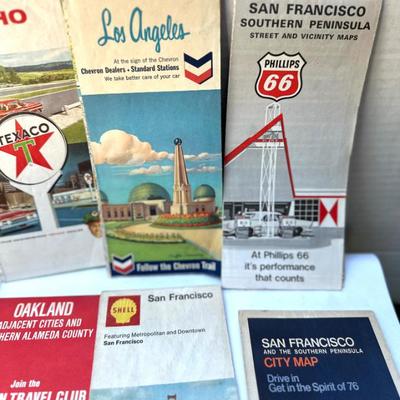 HO
TEXACO
T
Los Angeles
At the sign of the Chevron
Chevron Dealers • Standard Stations
We take better care of your car
Follow the Chevron Trail
SAN FRANCISCO
SOUTHERN PENINSULA
STREET AND VICINITY MAPS
PHILLIPS
66
At Phillips 66
it's performance
that counts
OAKLAND
ADJACENT CITIES AND
HERN ALAMEDA COUNTY
Join the
N TRAVEL CLUB
SHELL
San Francisco
Featuring Metropolitan and Downtown
San Francisco
SAN FRANCISCO
AND THE SOUTHERN PENINSULA
CITY MAP
Drive in
Get in the Spirit of 76